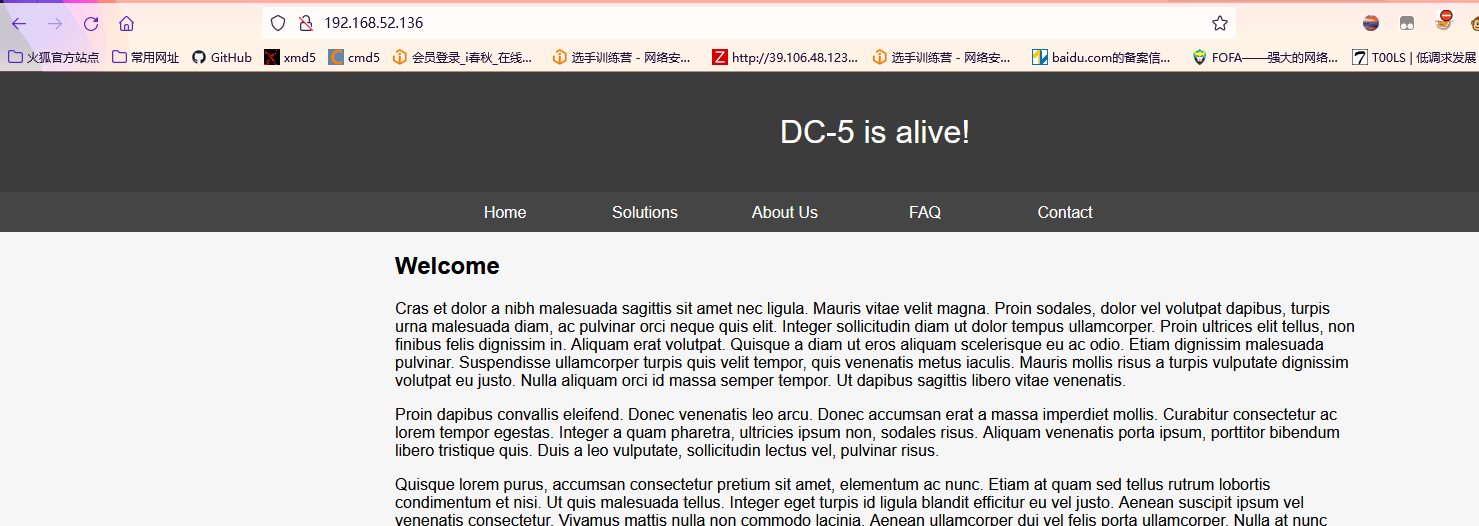 192.168.52.136
火狐官方站点 常用网址 GitHub xmd5 cmd5 会员登录_i春秋_在线... 选手训练营 - 网络安... http://39.106.48.123... 选手训练营 - 网络安... baidu.com的备案信... FOFA——强大的网络... T00LS | 低调求发展
DC-5 is alive!
Home Solutions About Us FAQ Contact
Welcome
Cras et dolor a nibh malesuada sagittis sit amet nec ligula. Mauris vitae velit magna. Proin sodales, dolor vel volutpat dapibus, turpis
urna malesuada diam, ac pulvinar orci neque quis elit. Integer sollicitudin diam ut dolor tempus ullamcorper. Proin ultrices elit tellus, non
finibus felis dignissim in. Aliquam erat volutpat. Quisque a diam ut eros aliquam scelerisque eu ac odio. Etiam dignissim malesuada
pulvinar. Suspendisse ullamcorper turpis quis velit tempor, quis venenatis metus iaculis. Mauris mollis risus a turpis vulputate dignissim
volutpat eu justo. Nulla aliquam orci id massa semper tempor. Ut dapibus sagittis libero vitae venenatis.
Proin dapibus convallis eleifend. Donec venenatis leo arcu. Donec accumsan erat a massa imperdiet mollis. Curabitur consectetur ac
lorem tempor egestas. Integer a quam pharetra, ultricies ipsum non, sodales risus. Aliquam venenatis porta ipsum, porttitor bibendum
libero tristique quis. Duis a leo vulputate, sollicitudin lectus vel, pulvinar risus.
Quisque lorem purus, accumsan consectetur pretium sit amet, elementum ac nunc. Etiam at quam sed tellus rutrum lobortis
condimentum et nisi. Ut quis malesuada tellus. Integer eget turpis id ligula blandit efficitur eu vel justo. Aenean suscipit ipsum vel
venenatis consectetur. Vivamus mattis nulla non commodo lacinia. Aenean ullamcorper dui vel felis porta ullamcorper. Nulla at nunc